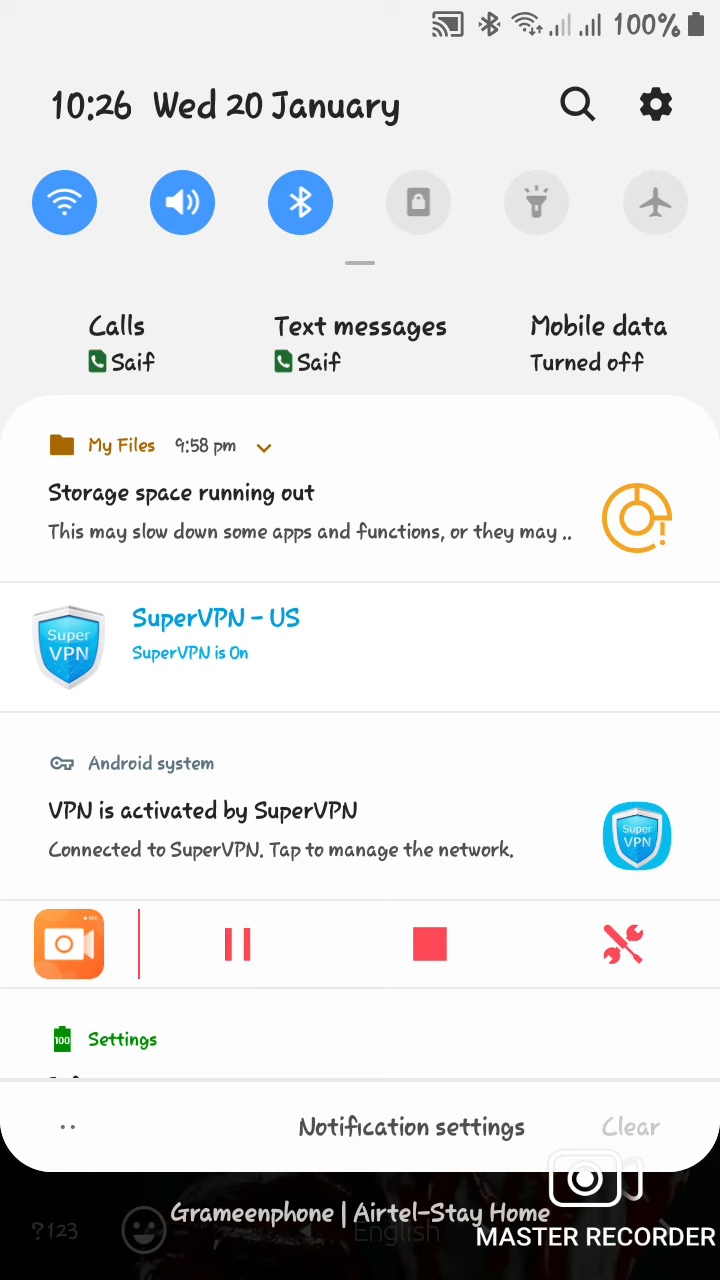 100%
10:26 Wed 20 January
Calls
Saif
Text messages
Saif
Mobile data
Turned off
My Files 9:58 pm
Storage space running out
This may slow down some apps and functions, or they may ..
Super VPN
SuperVPN - US
SuperVPN is On
Android system
VPN is activated by SuperVPN
Connected to SuperVPN. Tap to manage the network.
Super VPN
REC
100 Settings
Notification settings
Clear
Grameenphone | Airtel-Stay Home
?123
English
MASTER RECORDER